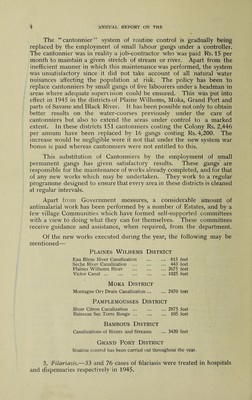 4 ANNUAL REPORT ON THE
The “cantonnier” system of routine control is gradually being
replaced by the employment of small labour gangs under a controller.
The cantonnier was in reality a job-contractor who was paid Rs. 15 per
month to maintain a given stretch of stream or river. Apart from the
inefficient manner in which this maintenance was performed, the system
was unsatisfactory since it did not take account of all natural water
nuisances affecting the population at risk. The policy has been to
replace cantonniers by small gangs of five labourers under a headman in
areas where adequate supervision could be ensured. This was put into
effect in 1945 in the districts of Plaine Wilhems, Moka, Grand Port and
parts of Savane and Black River. It has been possible not only to obtain
better results on the water-courses previously under the care of
cantonniers but also to extend the areas under control to a marked
extent. In these districts 151 cantonniers costing the Colony Rs. 2,446
per annum have been replaced by 16 gangs costing Rs. 4,200. The
increase would be negligible were it not that under the new system war
bonus is paid whereas cantonniers were not entitled to this.
This substitution of Cantonniers by the employment of small
permanent gangs has given satisfactory results. These gangs are
responsible for the maintenance of works already completed, and for that
of any new works which may be undertaken. They work to a regular
programme designed to ensure that every area in these districts is cleaned
at regular intervals.
Apart from Government measures, a considerable amount of
antimalarial work has been performed by a number of Estates, and by a
few village Communities which have formed self-supported committees
with a view to doing what they can for themselves. These committees
receive guidance and assistance, when required, from the department.
Of the new works executed during the year, the following may be
mentioned—
PLAINES WILHEMS DISTRICT
Eau Bleue River Canalization ... ... 815 feet
Sèche River Canalization ... ... ... 443 feet
Plaines Wilhems River ... ... ... 2675 feet
Victor Canal ... ... ... ... 1025 feet
MOKA DISTRICT
Montagne Ory Drain Canalization ... ... 2450 feet
PAMPLEMOUSSES DISTRICT
River Citron Canalization ... ... ... 2975 feet
Ruisseau Sec Terre Rouge ... ... ... 105 feet
BAMBOUS DISTRICT
Canalization of Rivers and Streams ... 3430 feet
GRAND PORT DISTRICT
Routine control has been carried out throughout the year.
3. Filariasis.—33 and 76 cases of filariasis were treated in hospitals
and dispensaries respectively in 1945.